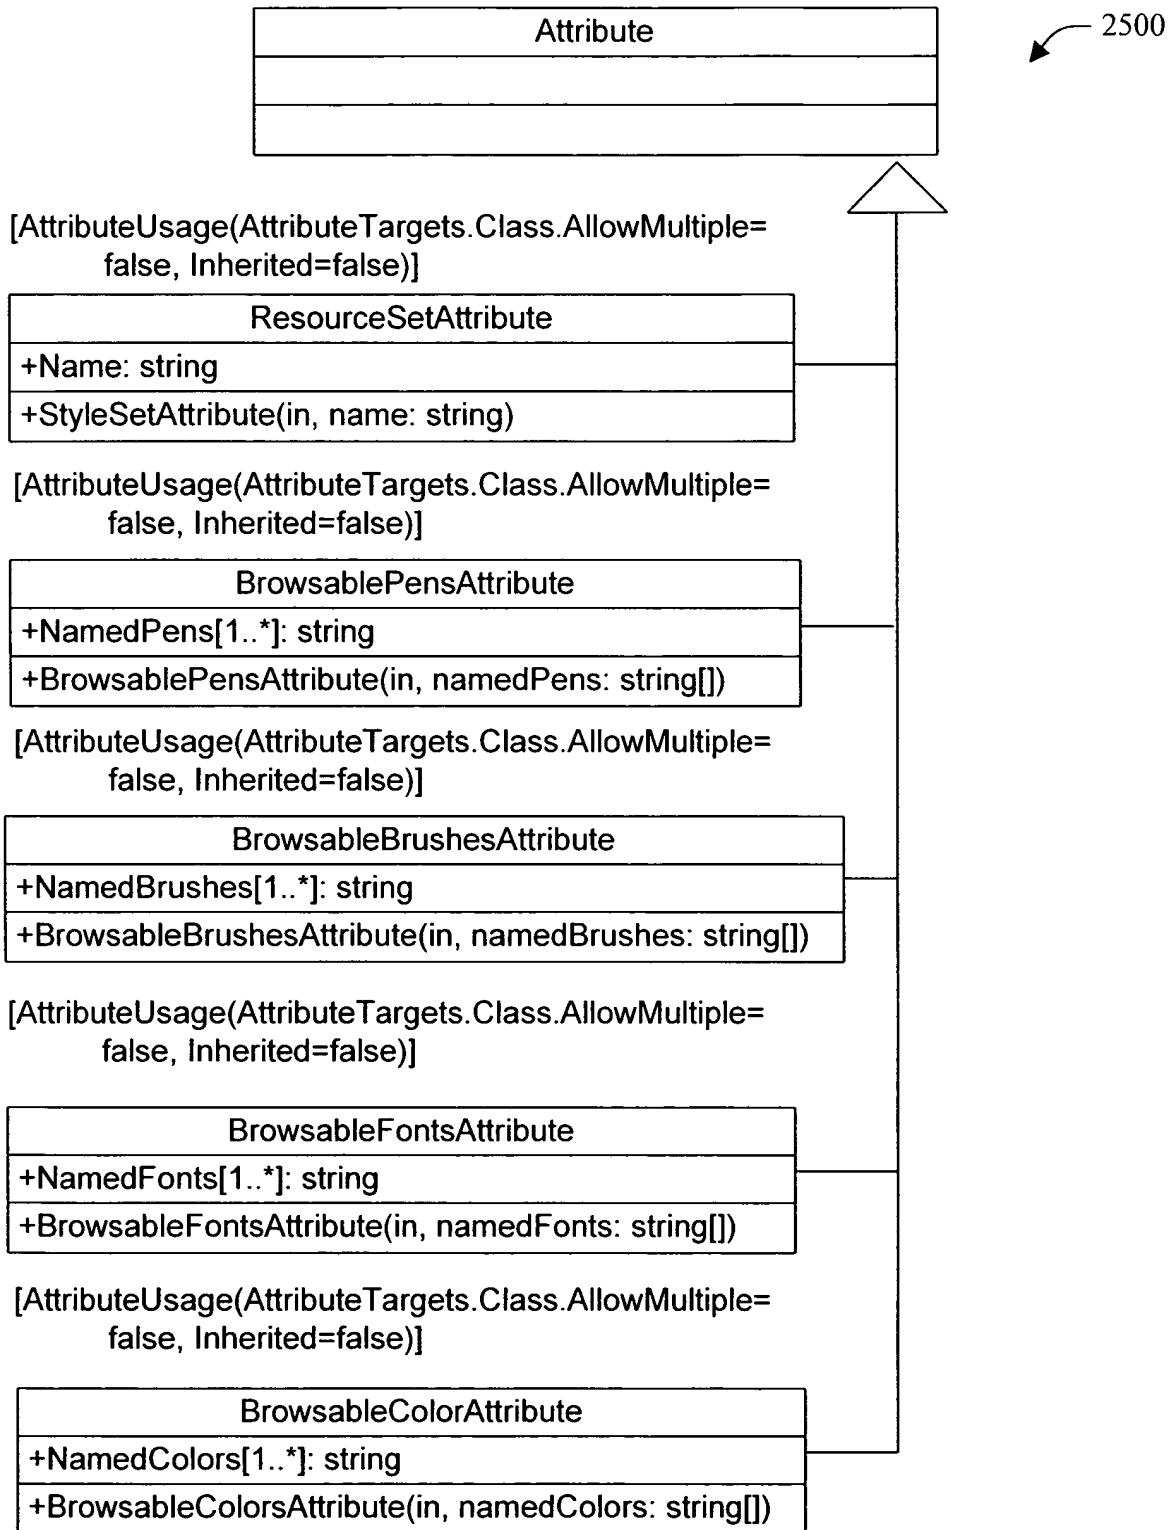 Attribute
2500
[AttributeUsage(AttributeTargets.Class.AllowMultiple=
false, Inherited=false)]
ResourceSetAttribute
+Name: string
+StyleSetAttribute(in, name: string)
[AttributeUsage(AttributeTargets.Class.AllowMultiple=
false, Inherited=false)]
BrowsablePensAttribute
+NamedPens[1..*]: string
+BrowsablePensAttribute(in, namedPens: string[])
[AttributeUsage(AttributeTargets.Class.AllowMultiple=
false, Inherited=false)]
BrowsableBrushesAttribute
+NamedBrushes[1..*]: string
+BrowsableBrushesAttribute(in, namedBrushes: string[])
[AttributeUsage(AttributeTargets.Class.AllowMultiple=
false, Inherited=false)]
BrowsableFontsAttribute
+NamedFonts[1..*]: string
+BrowsableFontsAttribute(in, namedFonts: string[])
[AttributeUsage(AttributeTargets.Class.AllowMultiple=
false, Inherited=false)]
BrowsableColorAttribute
+NamedColors[1..*]: string
+BrowsableColorsAttribute(in, namedColors: string[])